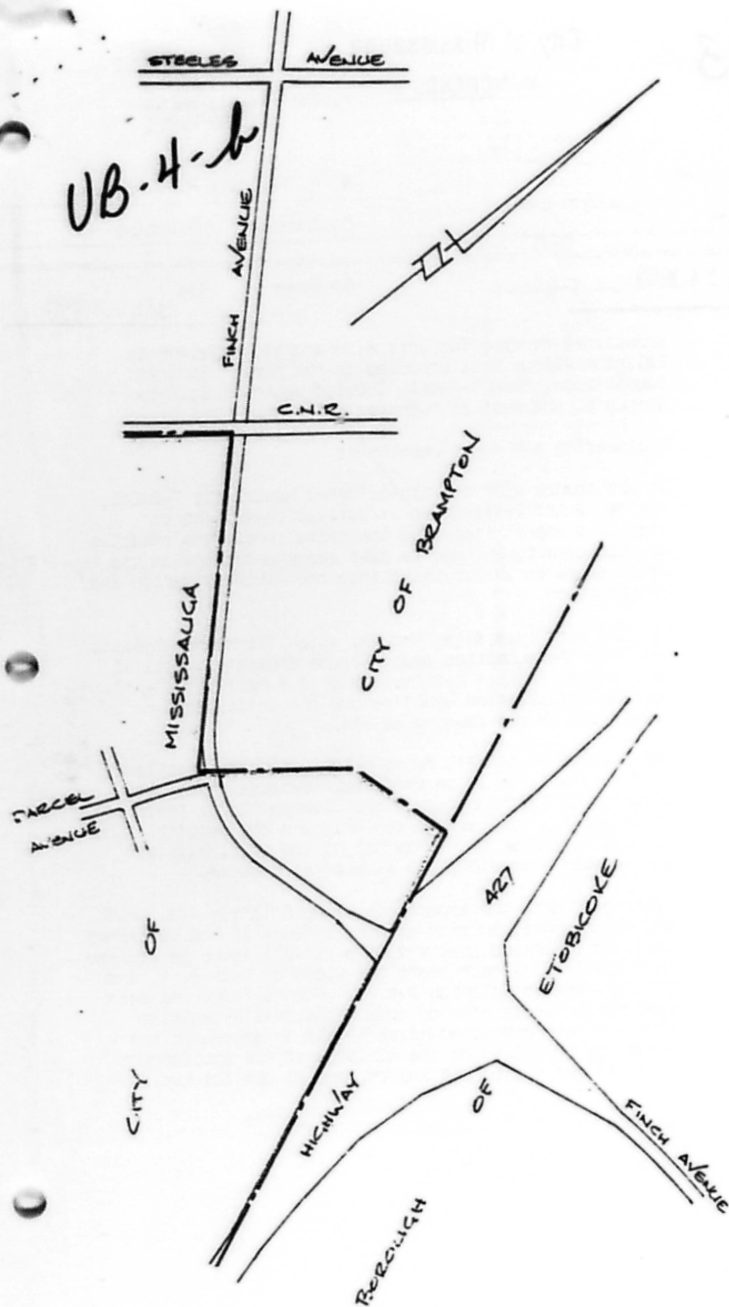 STEELES AVENUE
UB-4-b
FINCH AVENUE
C.N.R.
CITY OF BRAMPTON
MISSISSAUGA
PARCEL
AVENUE
OF
CITY
427
HIGHWAY
ETOBICOKE
OF
BOROUGH
FINCH AVENUE